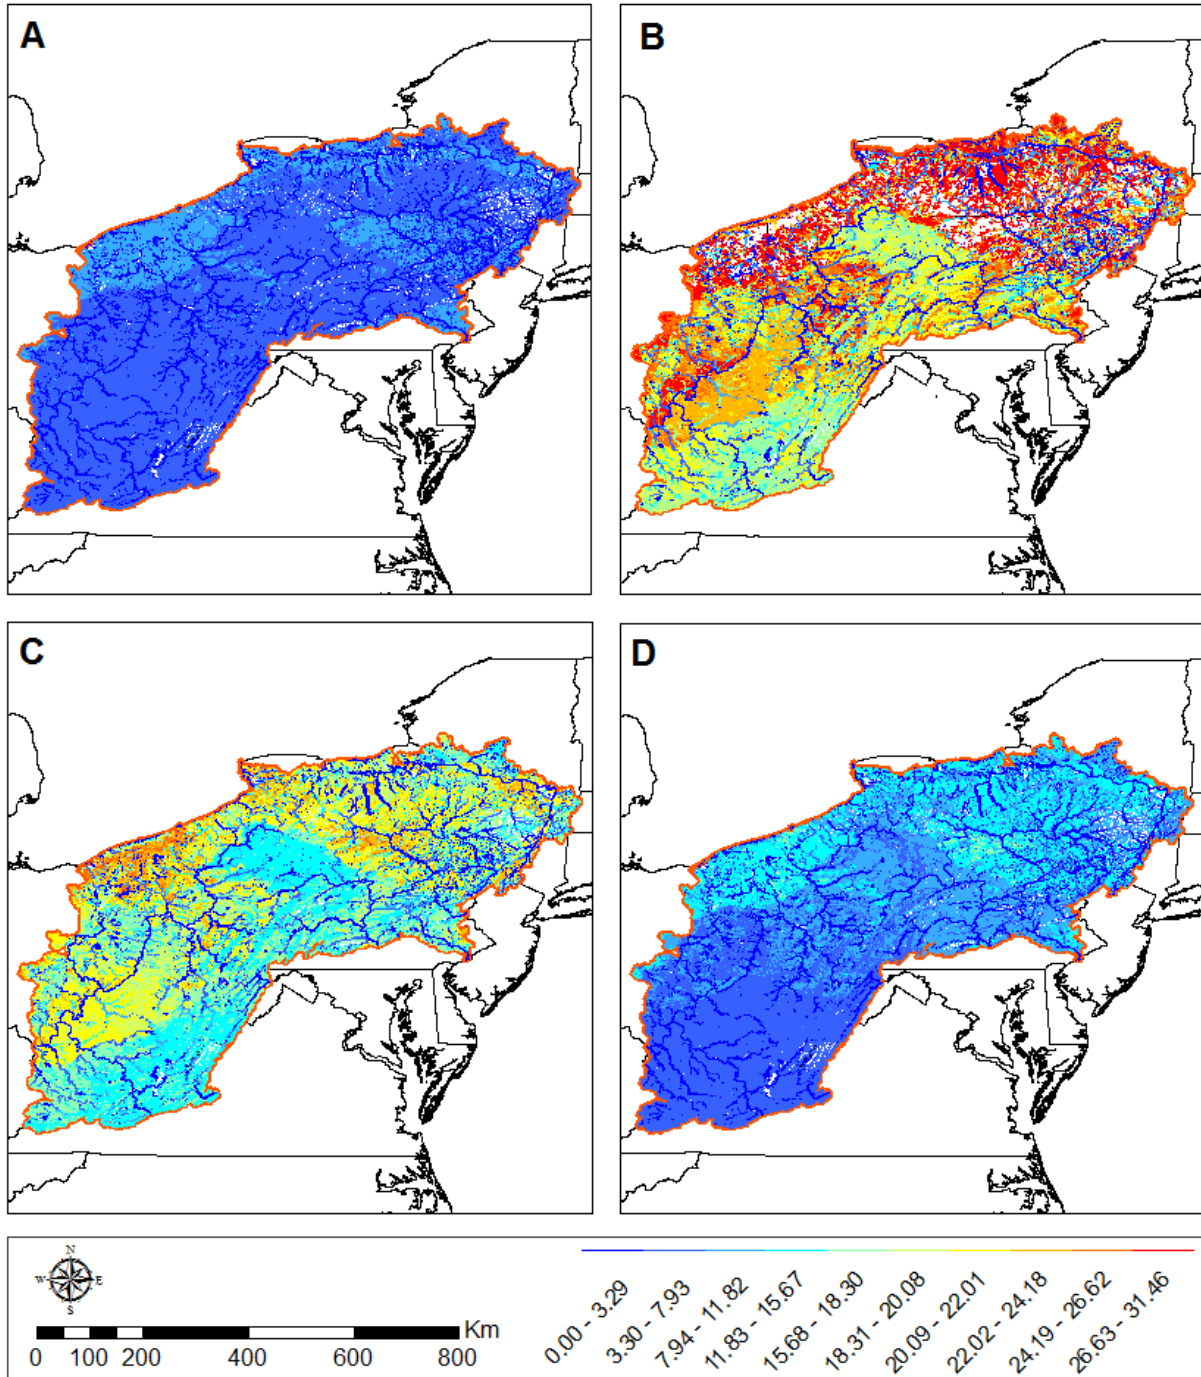 A
B
C
D
N
W E
S
Km
0 100 200 400 600 800
0.00 - 3.29
3.30 - 7.93
7.94 - 11.82
11.83 - 15.67
15.68 - 18.30
18.31 - 20.08
20.09 - 22.01
22.02 - 24.18
24.19 - 26.62
26.63 - 31.46